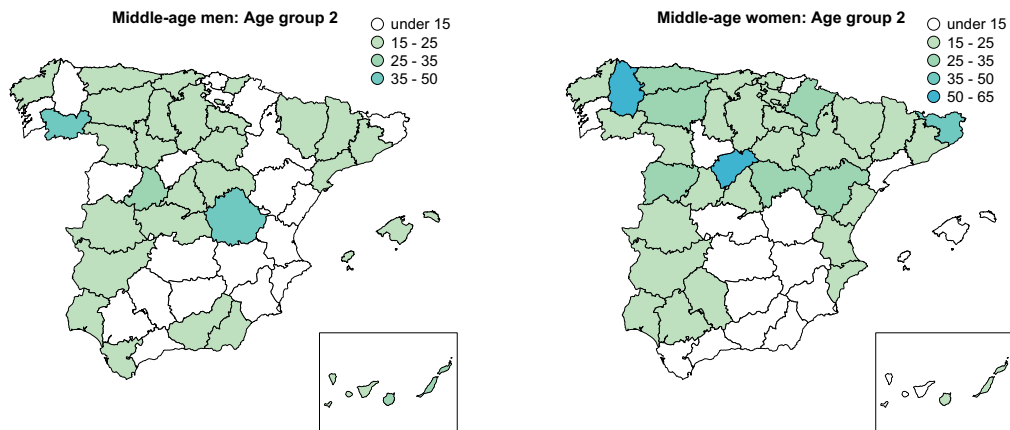 Middle-age men: Age group 2
under 15
15 - 25
25 - 35
35 - 50
Middle-age women: Age group 2
under 15
15 - 25
25 - 35
35 - 50
50 - 65